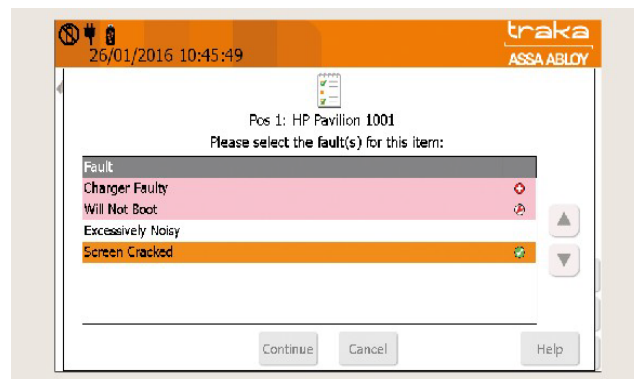 traka
26/01/2016 10:45:49
ASSA ABLOY
Pos 1: HP Pavilion 1001
Please select the fault(s) for this item:
Fault
Charger Faulty
Will Not Boot
Excessively Noisy
Screen Cracked
Continue
Cancel
Help